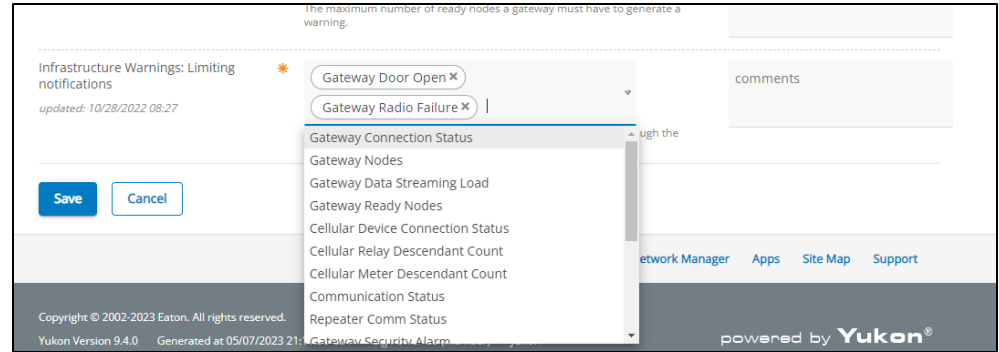 The maximum number of ready nodes a gateway must have to generate a
warning.
Infrastructure Warnings: Limiting
notifications
updated: 10/28/2022 08:27
Gateway Door Open ×
Gateway Radio Failure ×
comments
ugh the
Gateway Connection Status
Gateway Nodes
Gateway Data Streaming Load
Gateway Ready Nodes
Cellular Device Connection Status
Cellular Relay Descendant Count
Cellular Meter Descendant Count
Communication Status
Repeater Comm Status
Gateway Security Alarm
Save Cancel
etwork Manager Apps Site Map Support
Copyright © 2002-2023 Eaton. All rights reserved.
Yukon Version 9.4.0 Generated at 05/07/2023 21:
powered by Yukon®